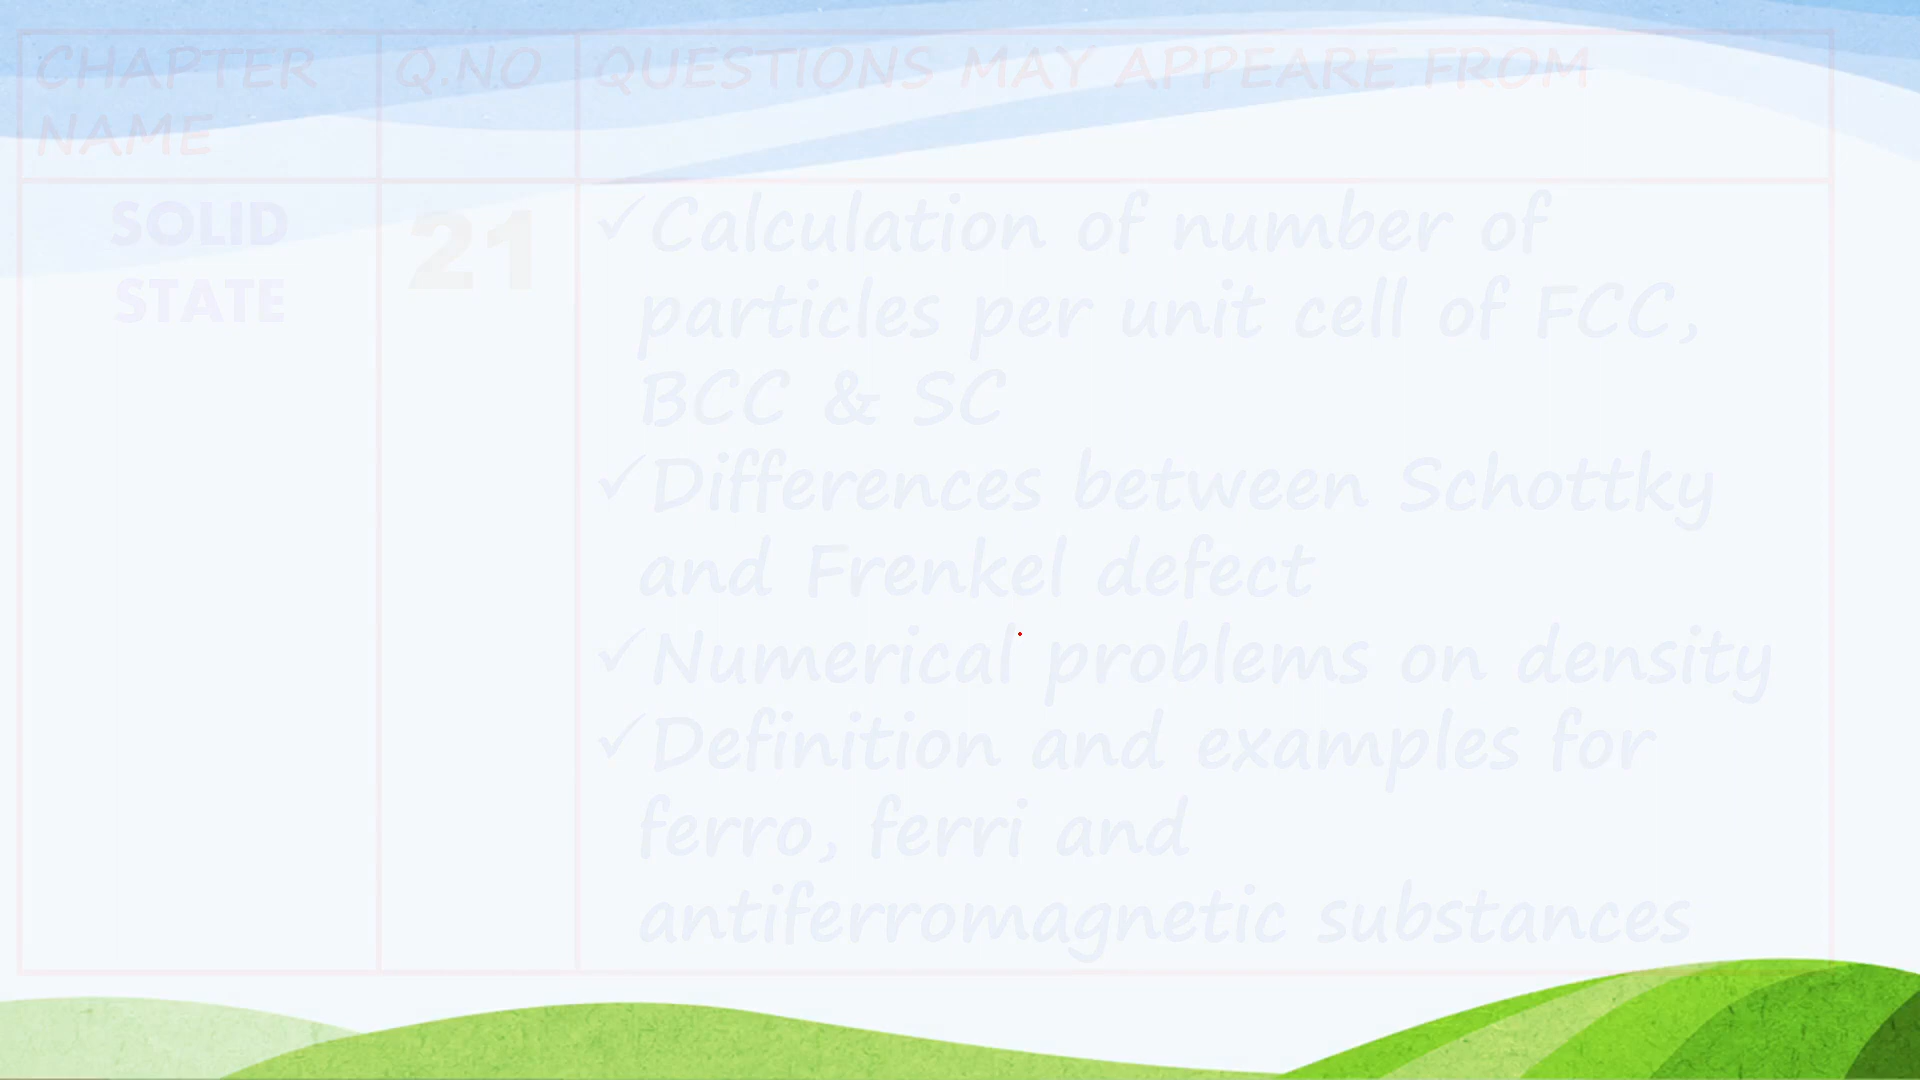 CHAPTER NAME
Q.NO
QUESTIONS MAY APPEARE FROM
SOLID
STATE
21
✓Calculation of number of
particles per unit cell of FCC,
BCC & SC
✓Differences between Schottky
and Frenkel defect
✓Numerical problems on density
✓Definition and examples for
ferro, ferri and
antiferromagnetic substances